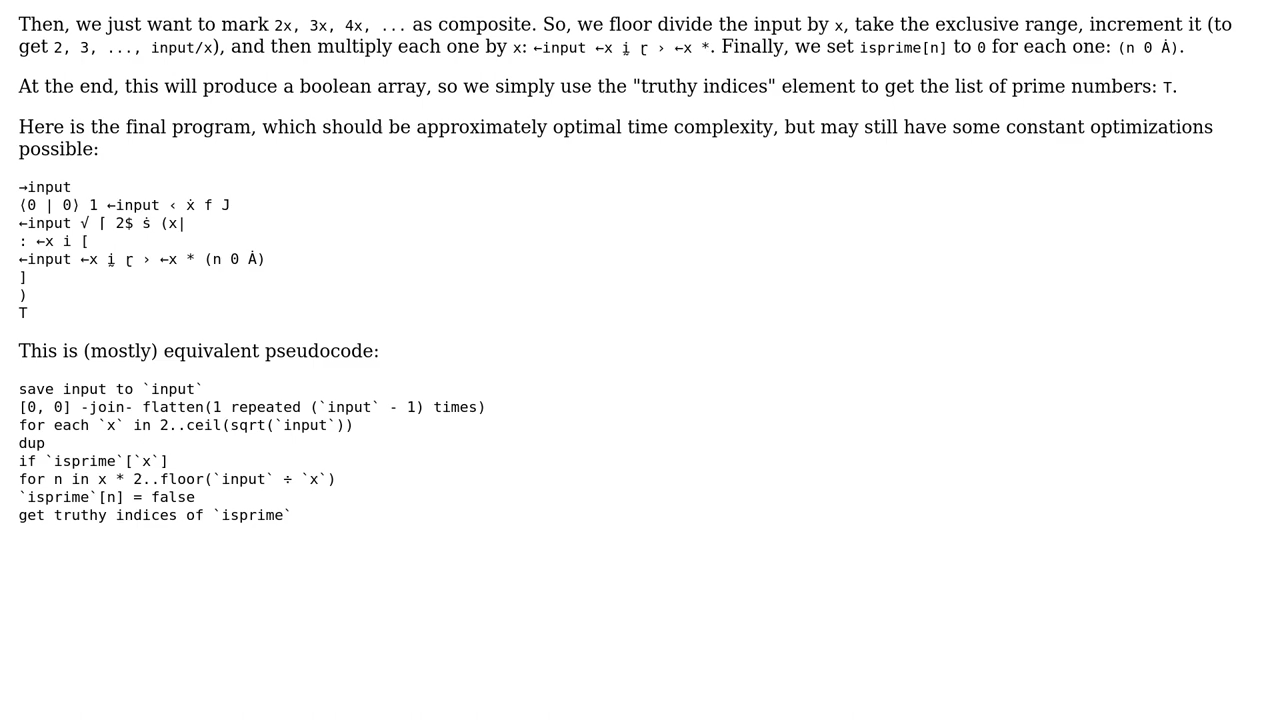 Then, we just want to mark 2x, 3x, 4x, ... as composite. So, we floor divide the input by x, take the exclusive range, increment it (to
get 2, 3, ..., input/x), and then multiply each one by x: ←input ←x ḭ ɽ › ←x *. Finally, we set isprime[n] to 0 for each one: (n 0 Ȧ).
At the end, this will produce a boolean array, so we simply use the "truthy indices" element to get the list of prime numbers: T.
Here is the final program, which should be approximately optimal time complexity, but may still have some constant optimizations
possible:
→input
⟨0 | 0⟩ 1 ←input ‹ ẋ f J
←input √ ⌈ 2$ ṡ (x|
: ←x i [
←input ←x ḭ ɽ › ←x * (n 0 Ȧ)
]
)
T
This is (mostly) equivalent pseudocode:
save input to `input`
[0, 0] -join- flatten(1 repeated (`input` - 1) times)
for each `x` in 2..ceil(sqrt(`input`))
dup
if `isprime`[`x`]
for n in x * 2..floor(`input` ÷ `x`)
`isprime`[n] = false
get truthy indices of `isprime`